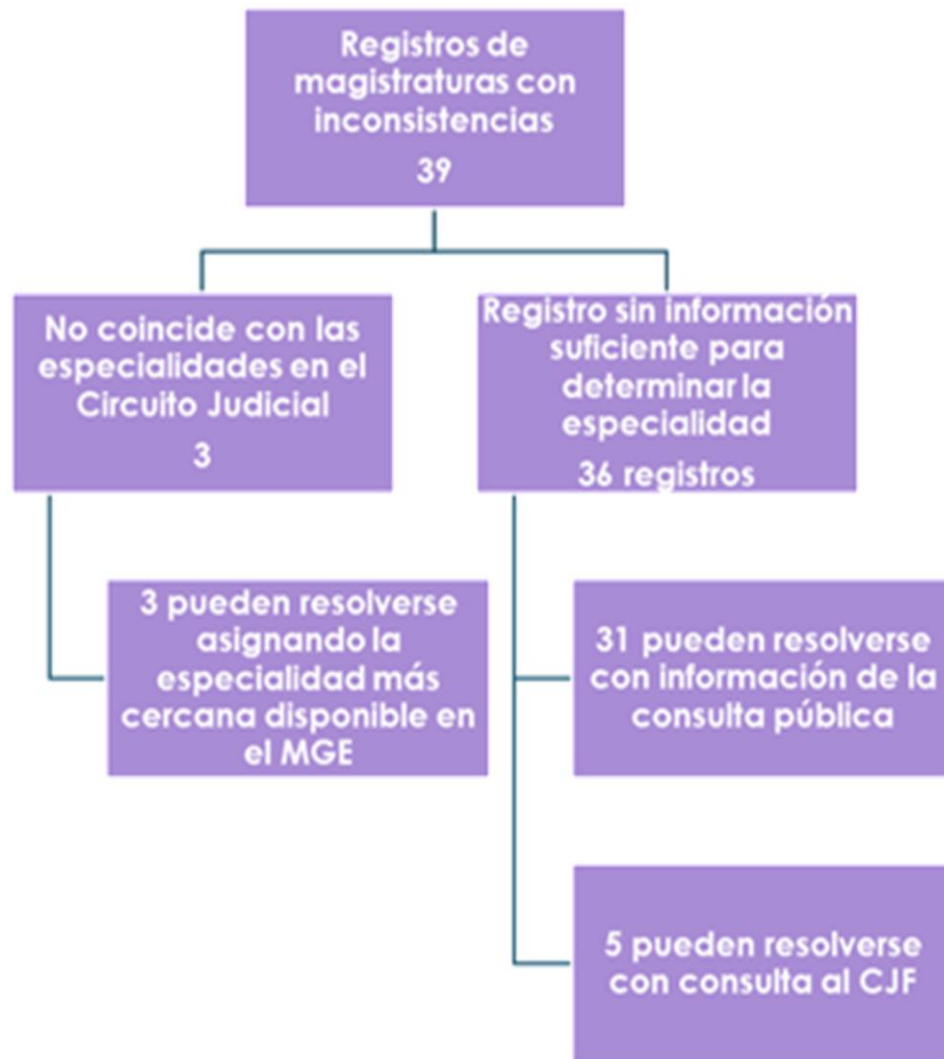 Registros de
magistraturas con
inconsistencias
39
No coincide con las
especialidades en el
Circuito Judicial
3
Registro sin información
suficiente para
determinar la
especialidad
36 registros
3 pueden resolverse
asignando la
especialidad más
cercana disponible en
el MGE
31 pueden resolverse
con información de la
consulta pública
5 pueden resolverse
con consulta al CJF